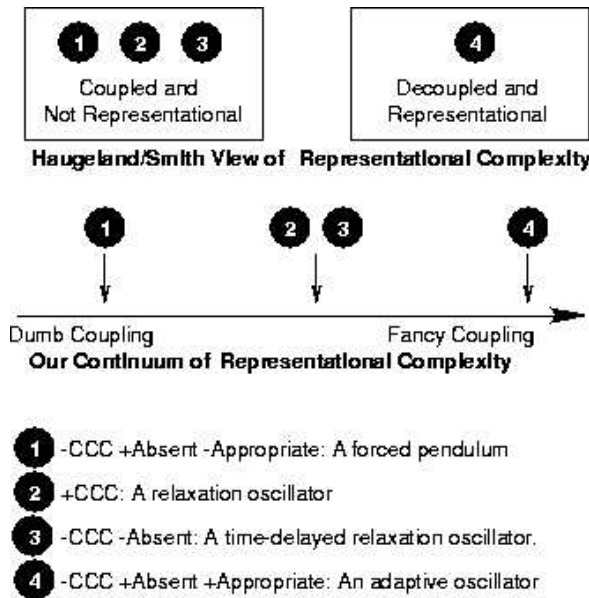 1 2 3
Coupled and
Not Representational
4
Decoupled and
Representational
Haugeland/Smith View of Representational Complexity
1 2 3 4
Dumb Coupling Fancy Coupling
Our Continuum of Representational Complexity
1 -CCC +Absent -Appropriate: A forced pendulum
2 +CCC: A relaxation oscillator
3 -CCC -Absent: A time-delayed relaxation oscillator.
4 -CCC +Absent +Appropriate: An adaptive oscillator